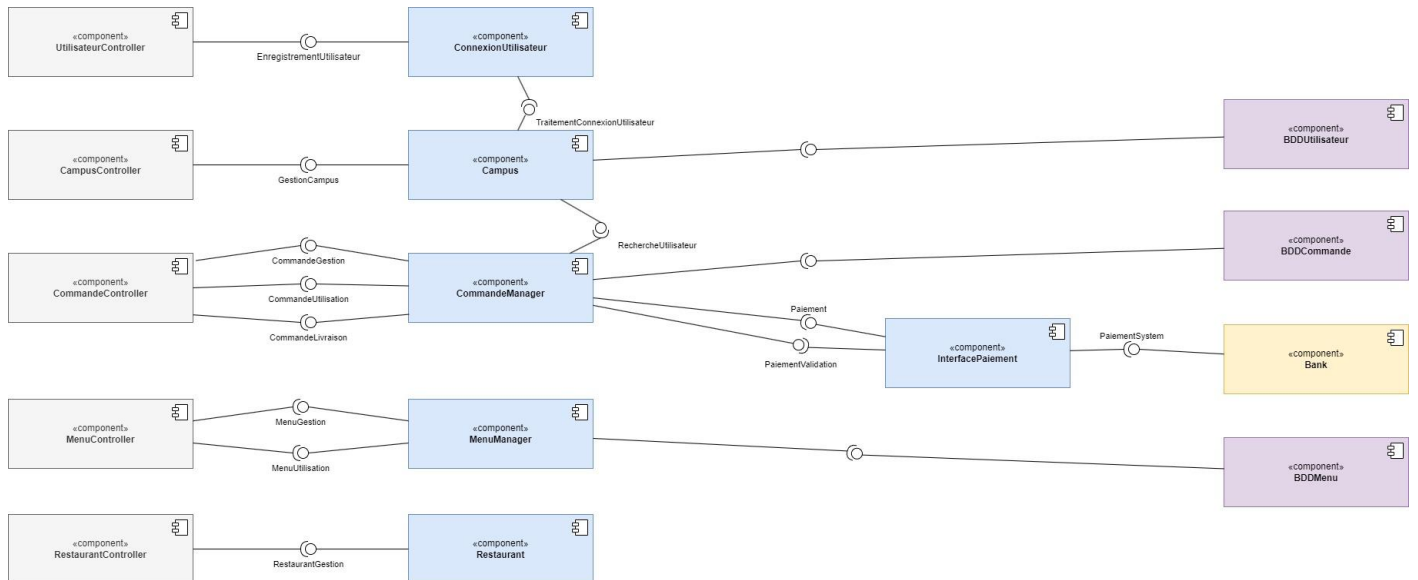 «component»
UtilisateurController
EnregistrementUtilisateur
«component»
ConnexionUtilisateur
TraitementConnexionUtilisateur
«component»
BDDUtilisateur
«component»
CampusController
GestionCampus
«component»
Campus
RechercheUtilisateur
«component»
BDDCommande
«component»
CommandeController
CommandeGestion
CommandeUtilisation
CommandeLivraison
«component»
CommandeManager
Paiement
PaiementValidation
«component»
InterfacePaiement
PaiementSystem
«component»
Bank
«component»
MenuController
MenuGestion
MenuUtilisation
«component»
MenuManager
«component»
BDDMenu
«component»
RestaurantController
RestaurantGestion
«component»
Restaurant